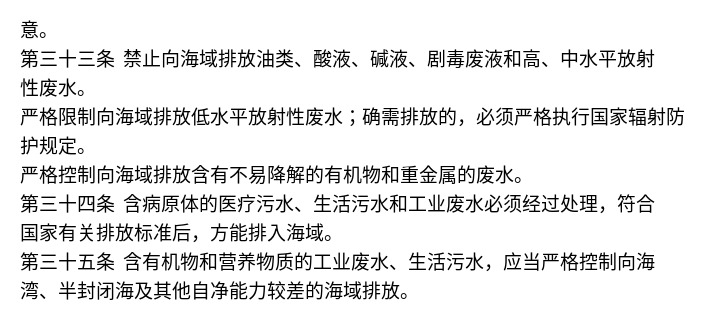 意。
第三十三条 禁止向海域排放油类、酸液、碱液、剧毒废液和高、中水平放射
性废水。
严格限制向海域排放低水平放射性废水；确需排放的，必须严格执行国家辐射防
护规定。
严格控制向海域排放含有不易降解的有机物和重金属的废水。
第三十四条 含病原体的医疗污水、生活污水和工业废水必须经过处理，符合
国家有关排放标准后，方能排入海域。
第三十五条 含有机物和营养物质的工业废水、生活污水，应当严格控制向海
湾、半封闭海及其他自净能力较差的海域排放。